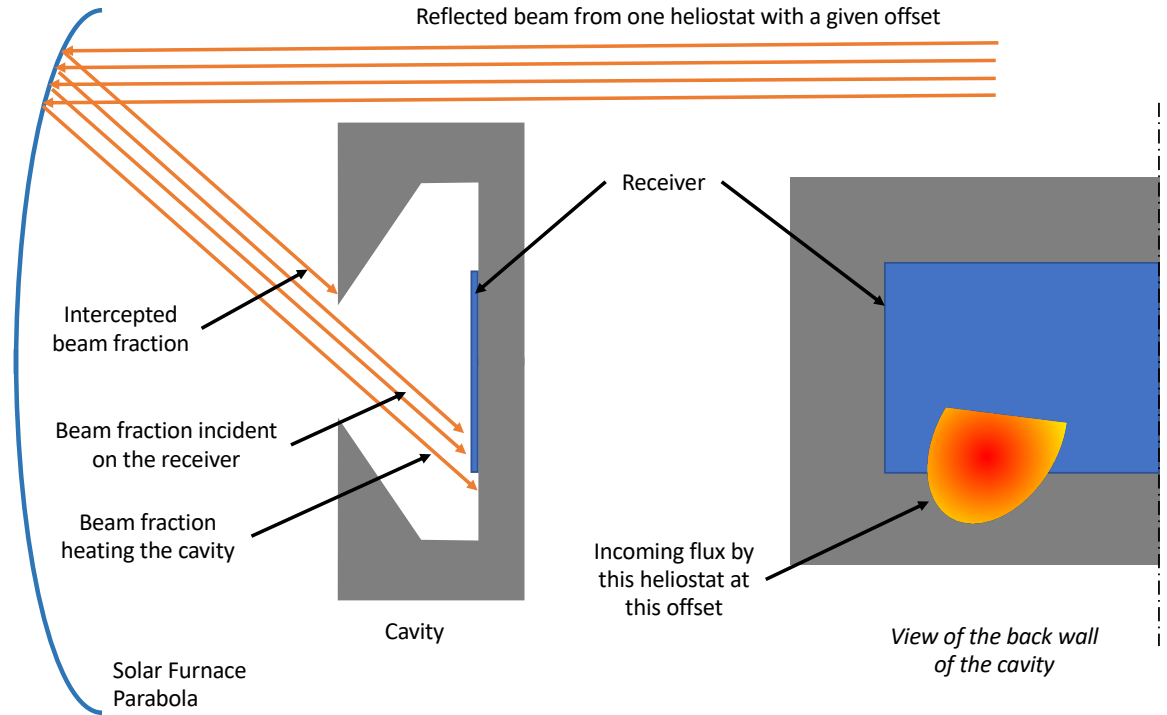 Reflected beam from one heliostat with a given offset
Receiver
Intercepted
beam fraction
Beam fraction incident
on the receiver
Beam fraction
heating the cavity
Incoming flux by
this heliostat at
this offset
Cavity
View of the back wall
of the cavity
Solar Furnace
Parabola